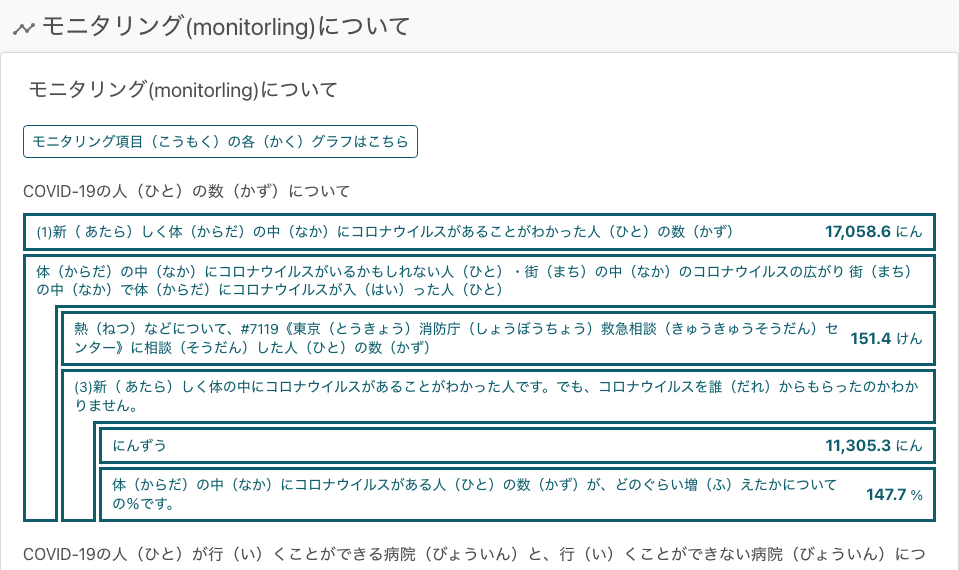 モニタリング(monitorling)について
モニタリング(monitorling)について
モニタリング項目（こうもく）の各（かく）グラフはこちら
COVID-19の人（ひと）の数（かず）について
(1)新（ あたら）しく体（からだ）の中（なか）にコロナウイルスがあることがわかった人（ひと）の数（かず） 17,058.6 にん
体（からだ）の中（なか）にコロナウイルスがいるかもしれない人（ひと）・街（まち）の中（なか）のコロナウイルスの広がり 街（まち）
の中（なか）で体（からだ）にコロナウイルスが入（はい）った人（ひと）
熱（ねつ）などについて、#7119《東京（とうきょう）消防庁（しょうぼうちょう）救急相談（きゅうきゅうそうだん）セ
ンター》に相談（そうだん）した人（ひと）の数（かず） 151.4 けん
(3)新（ あたら）しく体の中にコロナウイルスがあることがわかった人です。でも、コロナウイルスを誰（だれ）からもらったのかわか
りません。
にんずう 11,305.3 にん
体（からだ）の中（なか）にコロナウイルスがある人（ひと）の数（かず）が、どのぐらい増（ふ）えたかについて
の%です。 147.7 %
COVID-19の人（ひと）が行（い）くことができる病院（びょういん）と、行（い）くことができない病院（びょういん）につ